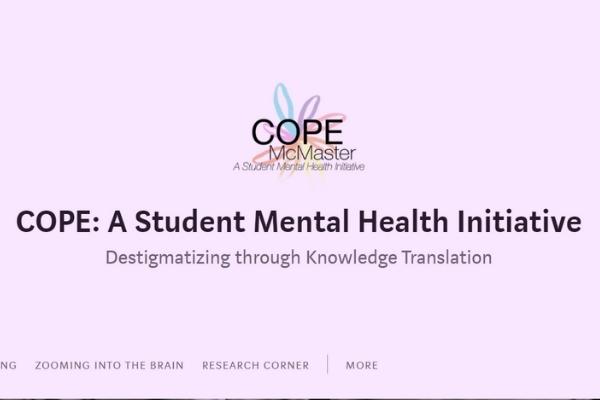 COPE
McMaster
A Student Mental Health Initiative
COPE: A Student Mental Health Initiative
Destigmatizing through Knowledge Translation
NG ZOOMING INTO THE BRAIN RESEARCH CORNER MORE